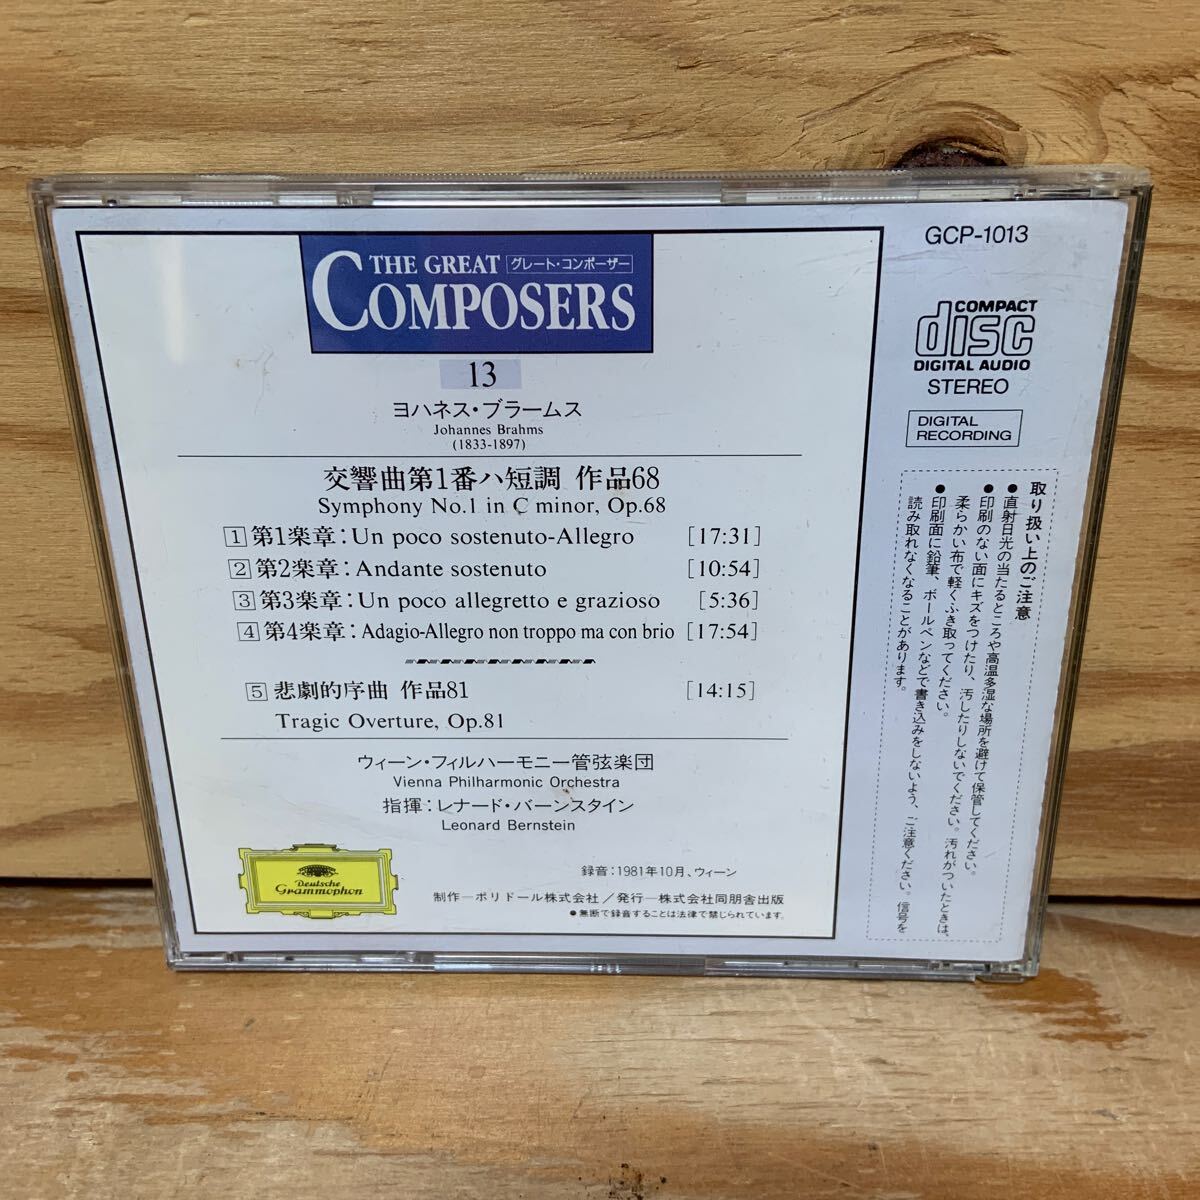 THE GREAT グレート・コンポーザー
COMPOSERS
13
ヨハネス・ブラームス
Johannes Brahms
(1833-1897)
交響曲第1番ハ短調 作品68
Symphony No.1 in C minor, Op.68
1 第1楽章: Un poco sostenuto-Allegro [17:31]
2 第2楽章: Andante sostenuto [10:54]
3 第3楽章: Un poco allegretto e grazioso [5:36]
4 第4楽章: Adagio-Allegro non troppo ma con brio [17:54]
5 悲劇的序曲 作品81 [14:15]
Tragic Overture, Op.81
ウィーン・フィルハーモニー管弦楽団
Vienna Philharmonic Orchestra
指揮:レナード・バーンスタイン
Leonard Bernstein
Deutsche
Grammophon
録音:1981年10月、ウィーン
制作―ポリドール株式会社/発行―株式会社同朋舎出版
●無断で録音することは法律で禁じられています。
GCP-1013
COMPACT
disc
DIGITAL AUDIO
STEREO
DIGITAL
RECORDING
取り扱い上のご注意
●直射日光の当たるところや高温多湿な場所を避けて保管してください。
●印刷のない面にキズをつけたり、汚したりしないでください。汚れがついたときは、
柔らかい布で軽くふき取ってください。
●印刷面に鉛筆、ボールペンなどで書き込みをしないよう、ご注意ください。信号を
読み取れなくなることがあります。